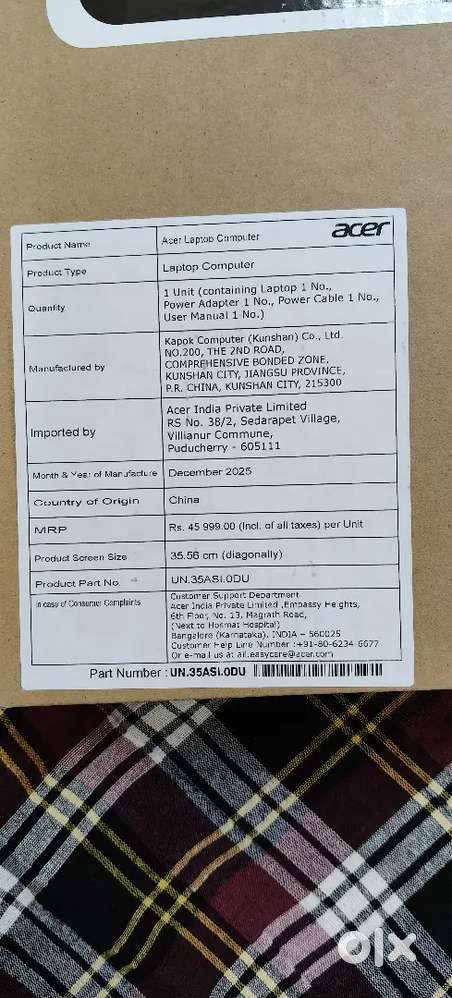 acer
Product Name
Acer Laptop Computer
Product Type
Laptop Computer
Quantity
1 Unit (containing Laptop 1 No.,
Power Adapter 1 No., Power Cable 1 No.,
User Manual 1 No.)
Manufactured by
Kapok Computer (Kunshan) Co., Ltd.
NO.200, THE 2ND ROAD,
COMPREHENSIVE BONDED ZONE,
KUNSHAN CITY, JIANGSU PROVINCE,
P.R. CHINA, KUNSHAN CITY, 215300
Imported by
Acer India Private Limited
RS No. 38/2, Sedarapet Village,
Villianur Commune,
Puducherry - 605111
Month & Year of Manufacture
December 2025
Country of Origin
China
MRP
Rs. 45 999.00 (Incl. of all taxes) per Unit
Product Screen Size
35.56 cm (diagonally)
Product Part No.
UN.35ASI.0DU
In case of Consumer Complaints
Customer Support Department
Acer India Private Limited ,Embassy Heights,
6th Floor, No. 13, Magrath Road,
(Next to Hosmat Hospital)
Bangalore (Karnataka), INDIA - 560025
Customer Help Line Number :+91-80-6234-6677
Or e-mail us at ail.easycare@acer.com
Part Number : UN.35ASI.0DU
olx